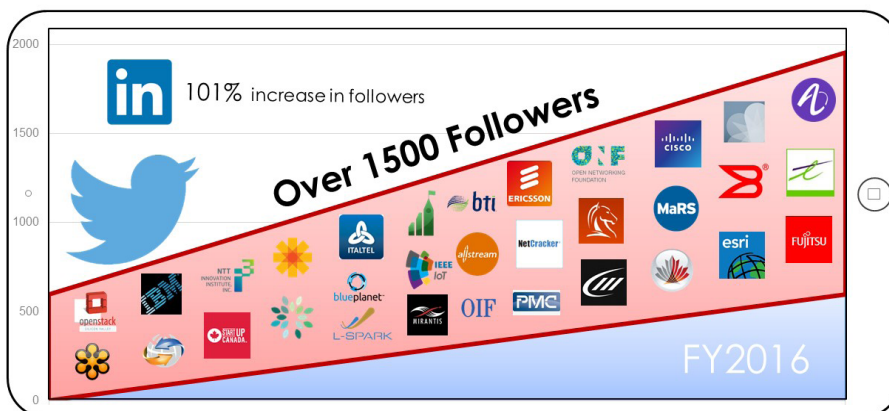 2000
in
101% increase in followers
1500
Over 1500 Followers
1000
500
0
openstack
IBM
NTT
INNOVATION
INSTITUTE,
INC.
START UP
CANADA.
ITALTEL
blueplanet
L-SPARK
IEEE
IoT
MIRANTIS
bti
allstream
OIF
ERICSSON
NetCracker
PMC
ONF
OPEN NETWORKING
FOUNDATION
CISCO
MaRS
esri
FUJITSU
FY2016